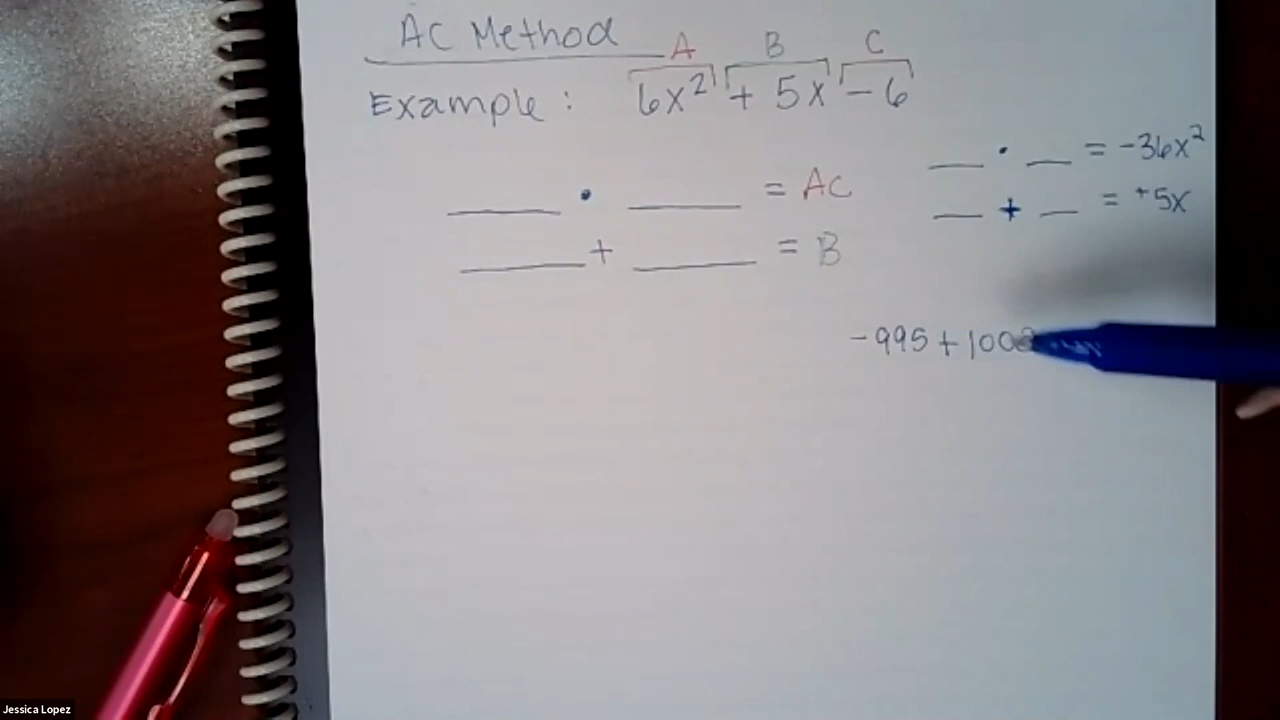 AC Method
A B C
Example : 6x² + 5x - 6
___ · ___ = -36x²
___ · ___ = AC
___ + ___ = +5x
___ + ___ = B
-995 + 100
Jessica Lopez